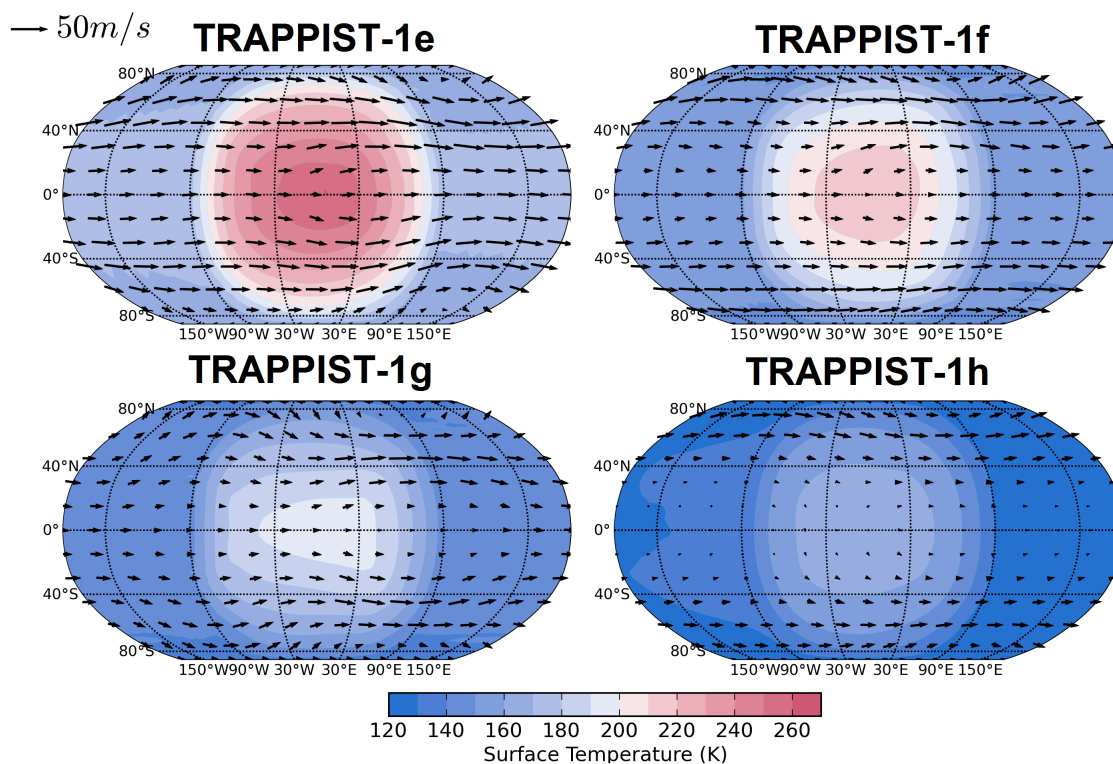 50m/s
TRAPPIST-1e
TRAPPIST-1f
80°N
40°N
0°
40°S
80°S
150°W90°W 30°W 30°E 90°E 150°E
80°N
40°N
0°
40°S
80°S
150°W90°W 30°W 30°E 90°E 150°E
TRAPPIST-1g
TRAPPIST-1h
80°N
40°N
0°
40°S
80°S
150°W90°W 30°W 30°E 90°E 150°E
80°N
40°N
0°
40°S
80°S
150°W90°W 30°W 30°E 90°E 150°E
120 140 160 180 200 220 240 260
Surface Temperature (K)